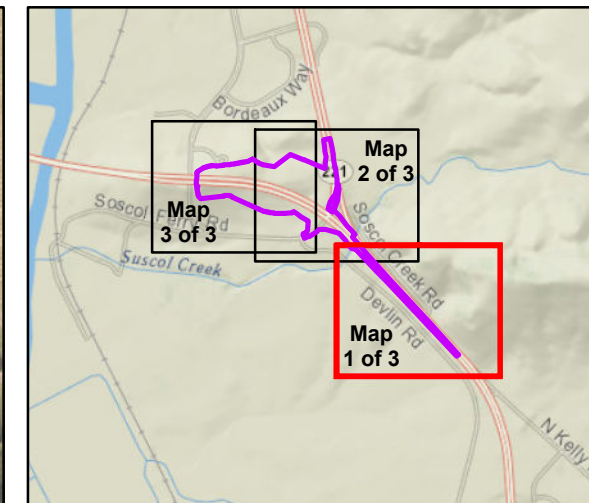 Bordeaux Way
Map
2 of 3
221
Soscol Ferry Rd
Map
3 of 3
Suscol Creek
Soscol Creek Rd
Devlin Rd
Map
1 of 3
N Kelly